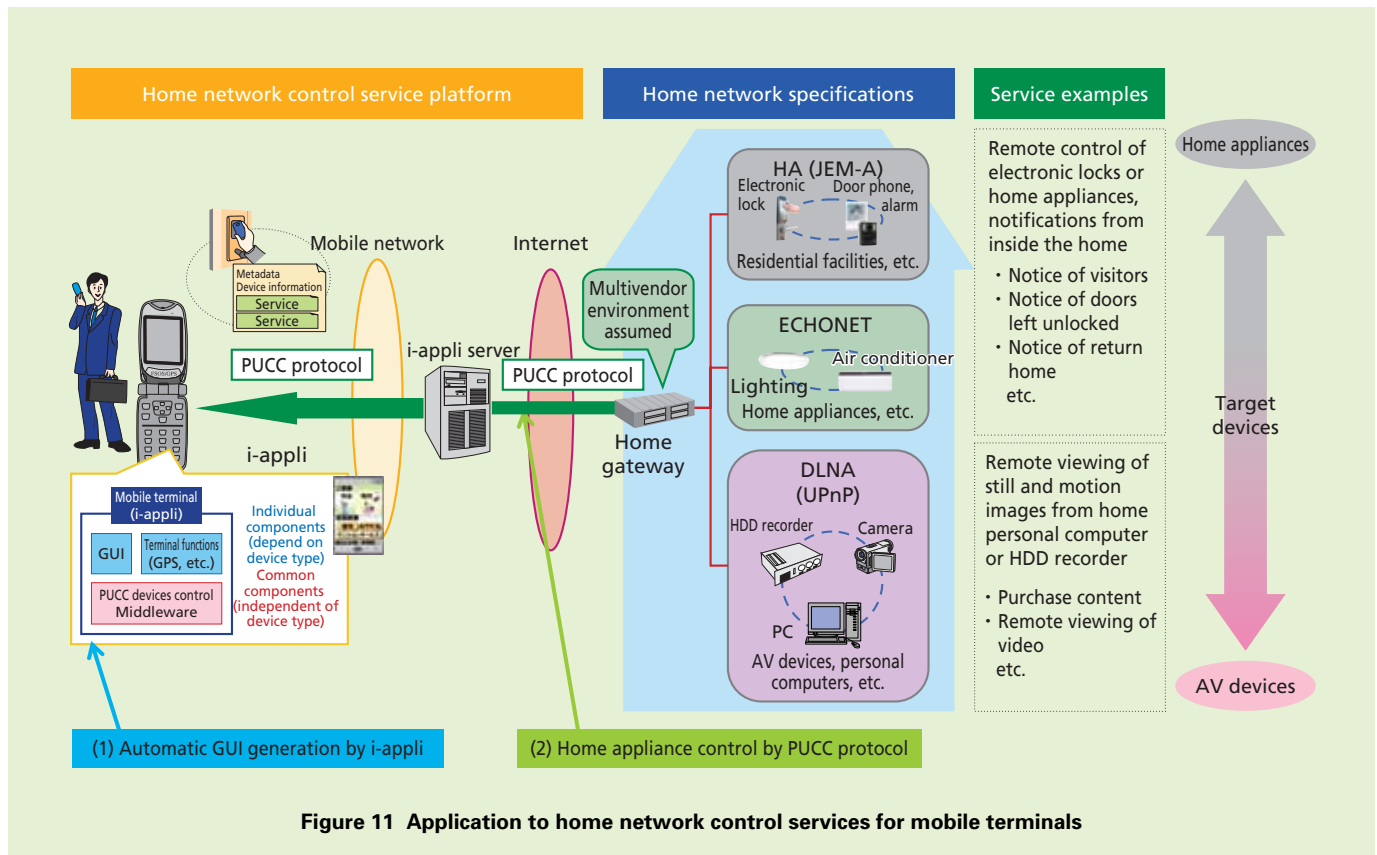 Home network control service platform
Home network specifications
Service examples
Home appliances
Remote control of
electronic locks or
home appliances,
notifications from
inside the home
・Notice of visitors
・Notice of doors
left unlocked
・Notice of return
home
etc.
HA (JEM-A)
Electronic
lock
Door phone,
alarm
Residential facilities, etc.
Mobile network
Internet
Metadata
Device information
Service
Service
Multivendor
environment
assumed
ECHONET
Air conditioner
Lighting
Home appliances, etc.
i-appli server
PUCC protocol
PUCC protocol
Home
gateway
i-appli
Target
devices
DLNA
(UPnP)
HDD recorder
Camera
PC
AV devices, personal
computers, etc.
Remote viewing of
still and motion
images from home
personal computer
or HDD recorder
・Purchase content
・Remote viewing of
video
etc.
AV devices
Mobile terminal
(i-appli)
GUI
Terminal functions
(GPS, etc.)
PUCC devices control
Middleware
Individual
components
(depend on
device type)
Common
components
(independent of
device type)
(1) Automatic GUI generation by i-appli
(2) Home appliance control by PUCC protocol
Figure 11 Application to home network control services for mobile terminals